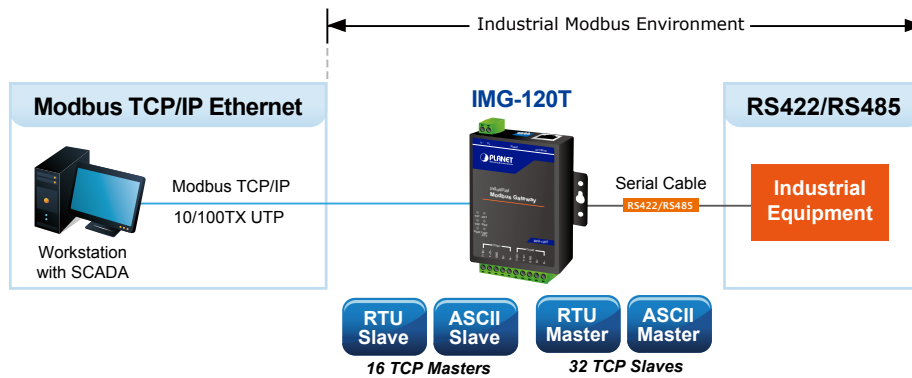 Industrial Modbus Environment
Modbus TCP/IP Ethernet
IMG-120T
RS422/RS485
PLANET
Industrial
Modbus Gateway
Modbus TCP/IP
10/100TX UTP
Serial Cable
RS422/RS485
Industrial
Equipment
Workstation
with SCADA
RTU
Slave
ASCII
Slave
RTU
Master
ASCII
Master
16 TCP Masters
32 TCP Slaves